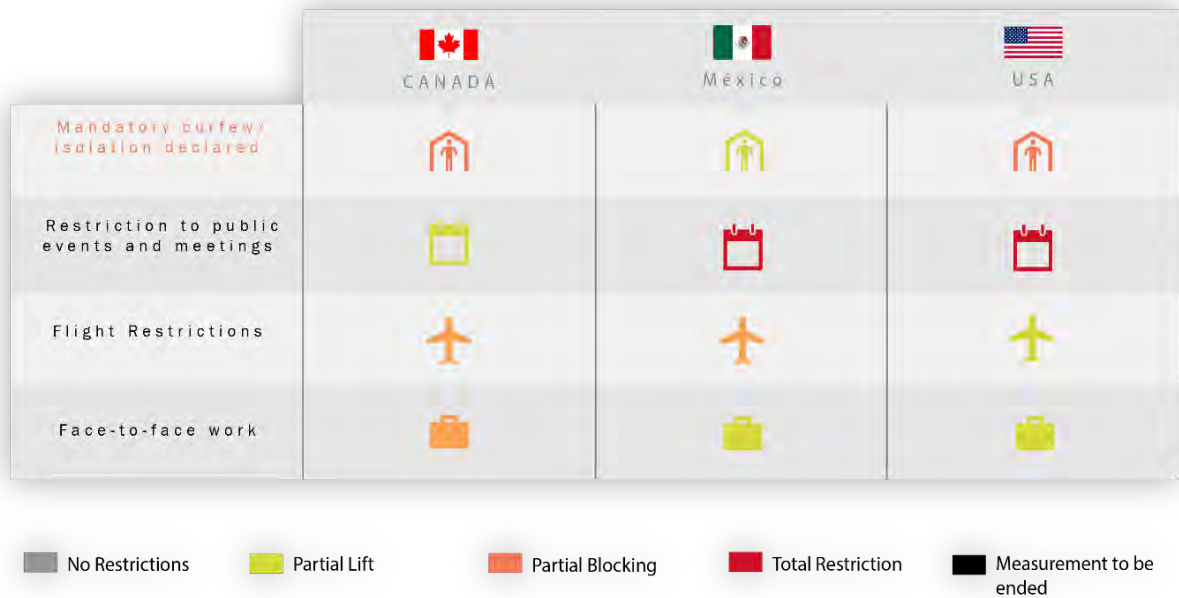 CANADA
México
USA
Mandatory curfew/
isolation declared
Restriction to public
events and meetings
Flight Restrictions
Face-to-face work
No Restrictions
Partial Lift
Partial Blocking
Total Restriction
Measurement to be
ended